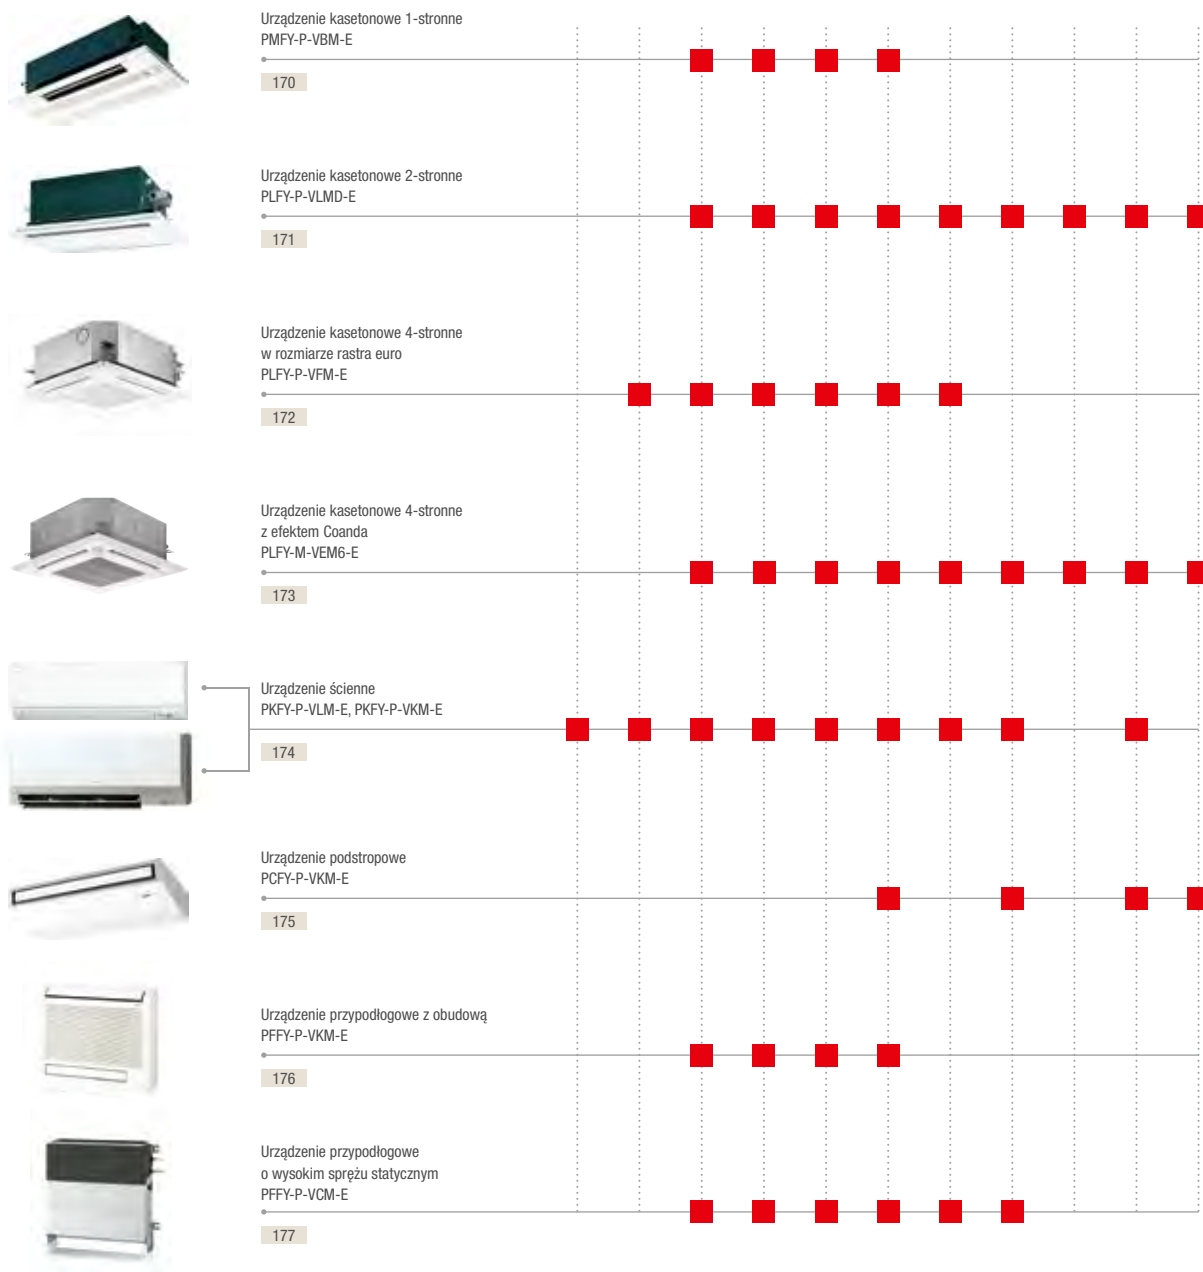 Urządzenie kasetonowe 1-stronne
PMFY-P-VBM-E
170
Urządzenie kasetonowe 2-stronne
PLFY-P-VLMD-E
171
Urządzenie kasetonowe 4-stronne
w rozmiarze rastra euro
PLFY-P-VFM-E
172
Urządzenie kasetonowe 4-stronne
z efektem Coanda
PLFY-M-VEM6-E
173
Urządzenie ścienne
PKFY-P-VLM-E, PKFY-P-VKM-E
174
Urządzenie podstropowe
PCFY-P-VKM-E
175
Urządzenie przypodłogowe z obudową
PFFY-P-VKM-E
176
Urządzenie przypodłogowe
o wysokim sprężu statycznym
PFFY-P-VCM-E
177